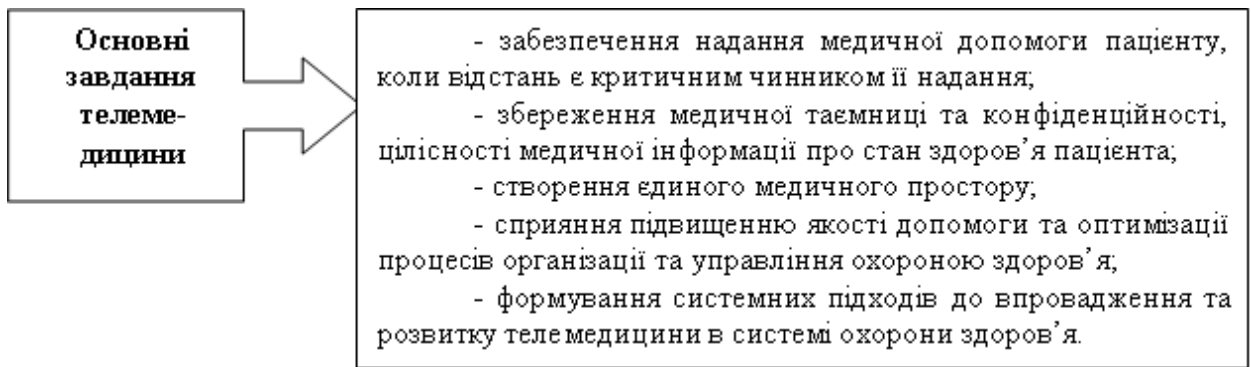 Основні
завдання
телеме-
дицини
- забезпечення надання медичної допомоги пацієнту,
коли відстань є критичним чинником її надання;
- збереження медичної таємниці та конфіденційності,
цілісності медичної інформації про стан здоров’я пацієнта;
- створення єдиного медичного простору;
- сприяння підвищенню якості допомоги та оптимізації
процесів організації та управління охороною здоров’я;
- формування системних підходів до впровадження та
розвитку телемедицини в системі охорони здоров’я.